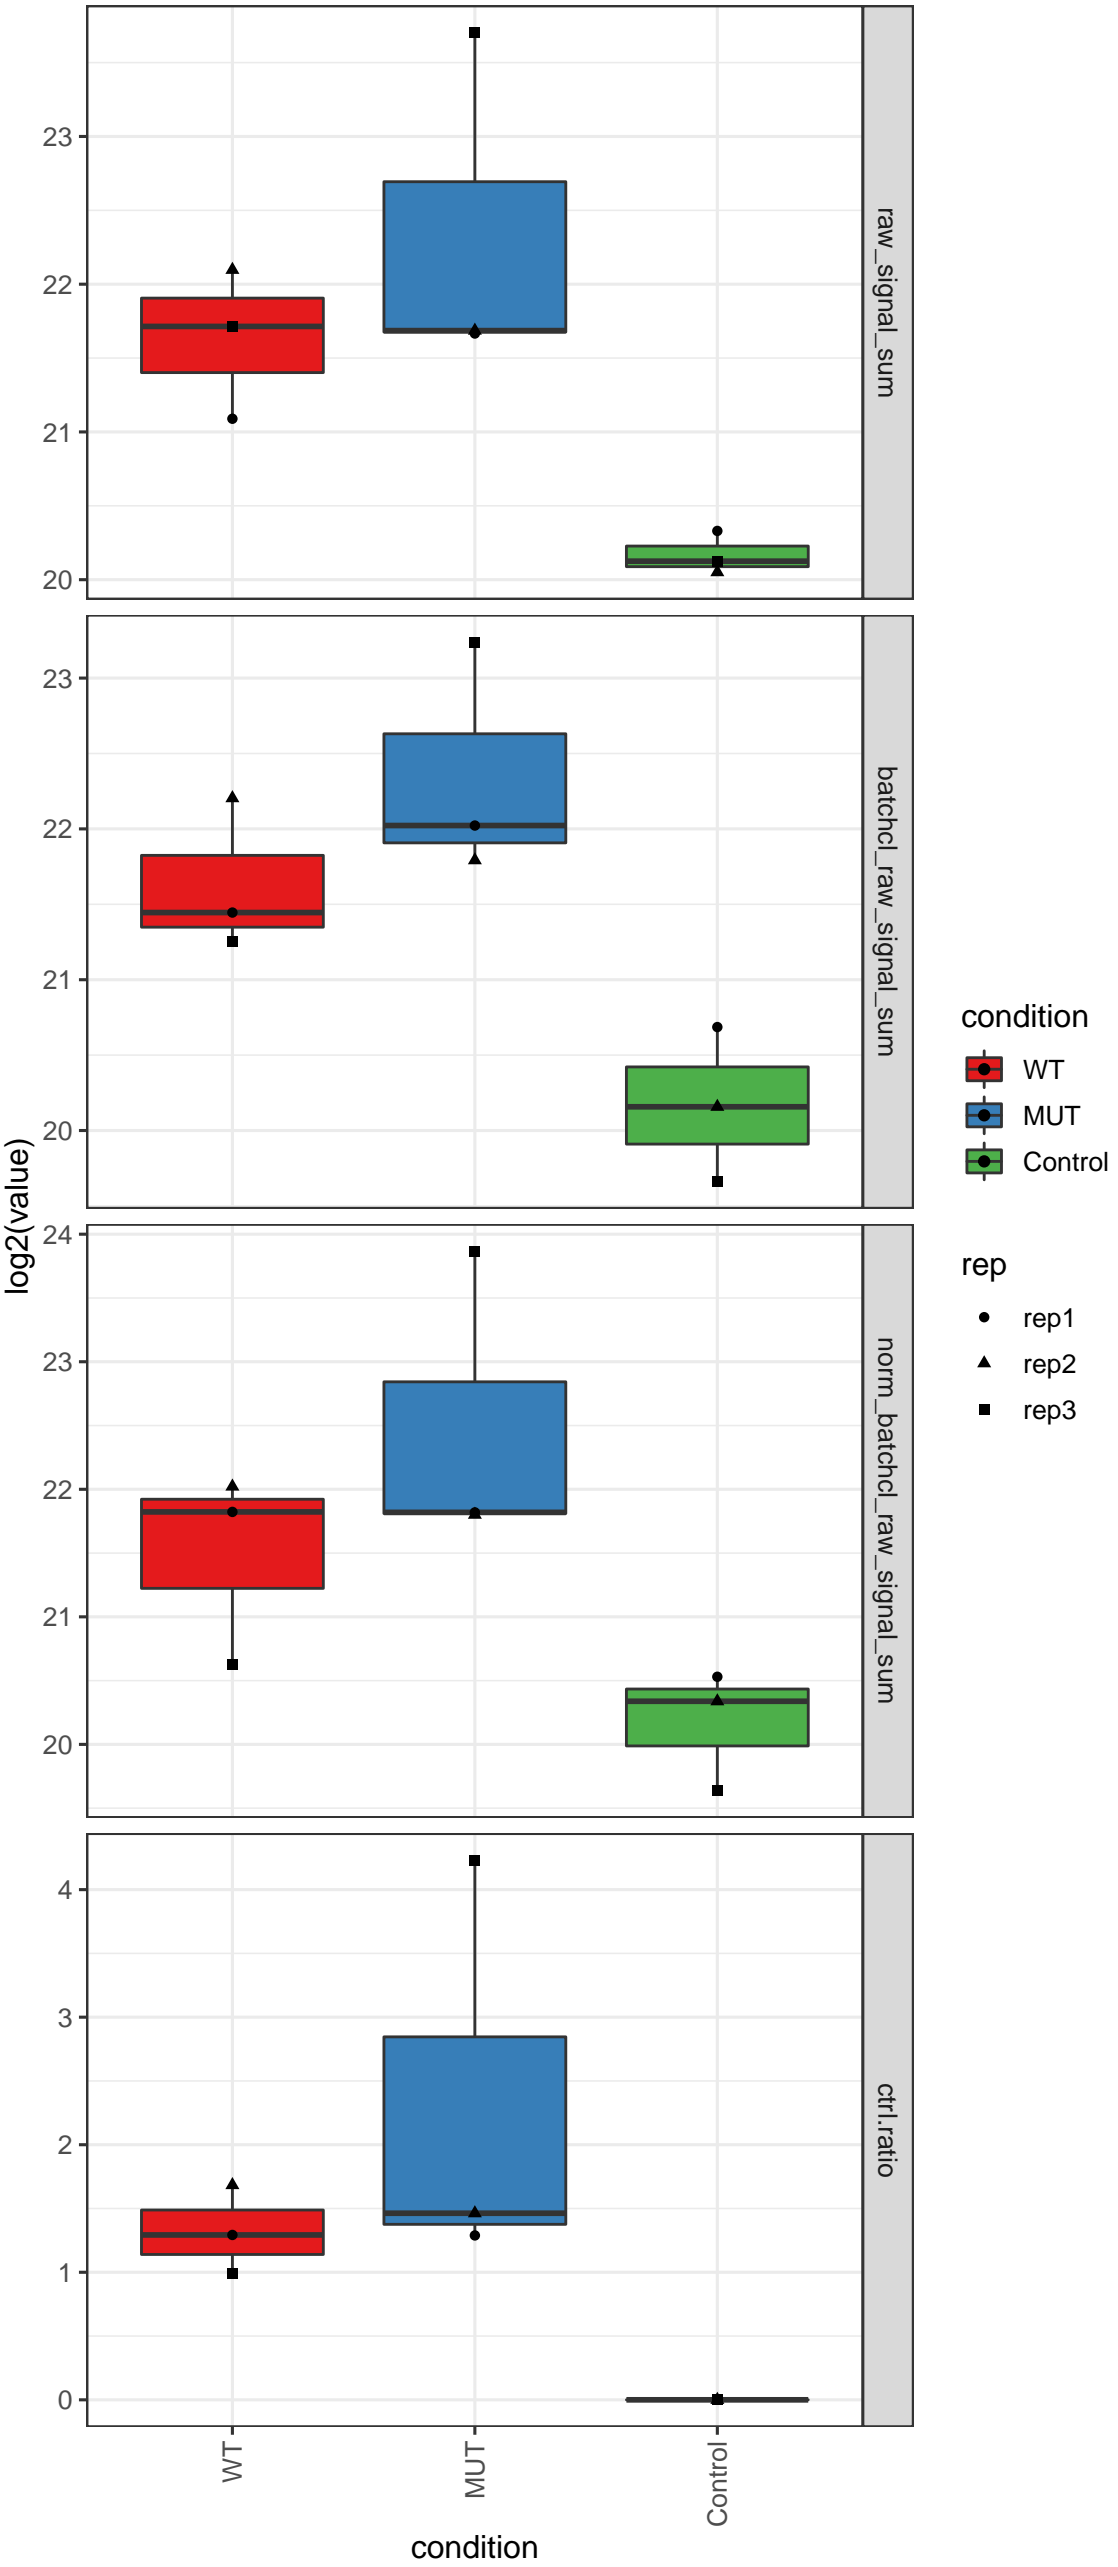 23
22
21
20
raw_signal_sum
23
22
21
20
batchcl_raw_signal_sum
24
23
22
21
20
norm_batchcl_raw_signal_sum
4
3
2
1
0
ctrl.ratio
log2(value)
WT
MUT
Control
condition
condition
WT
MUT
Control
rep
rep1
rep2
rep3